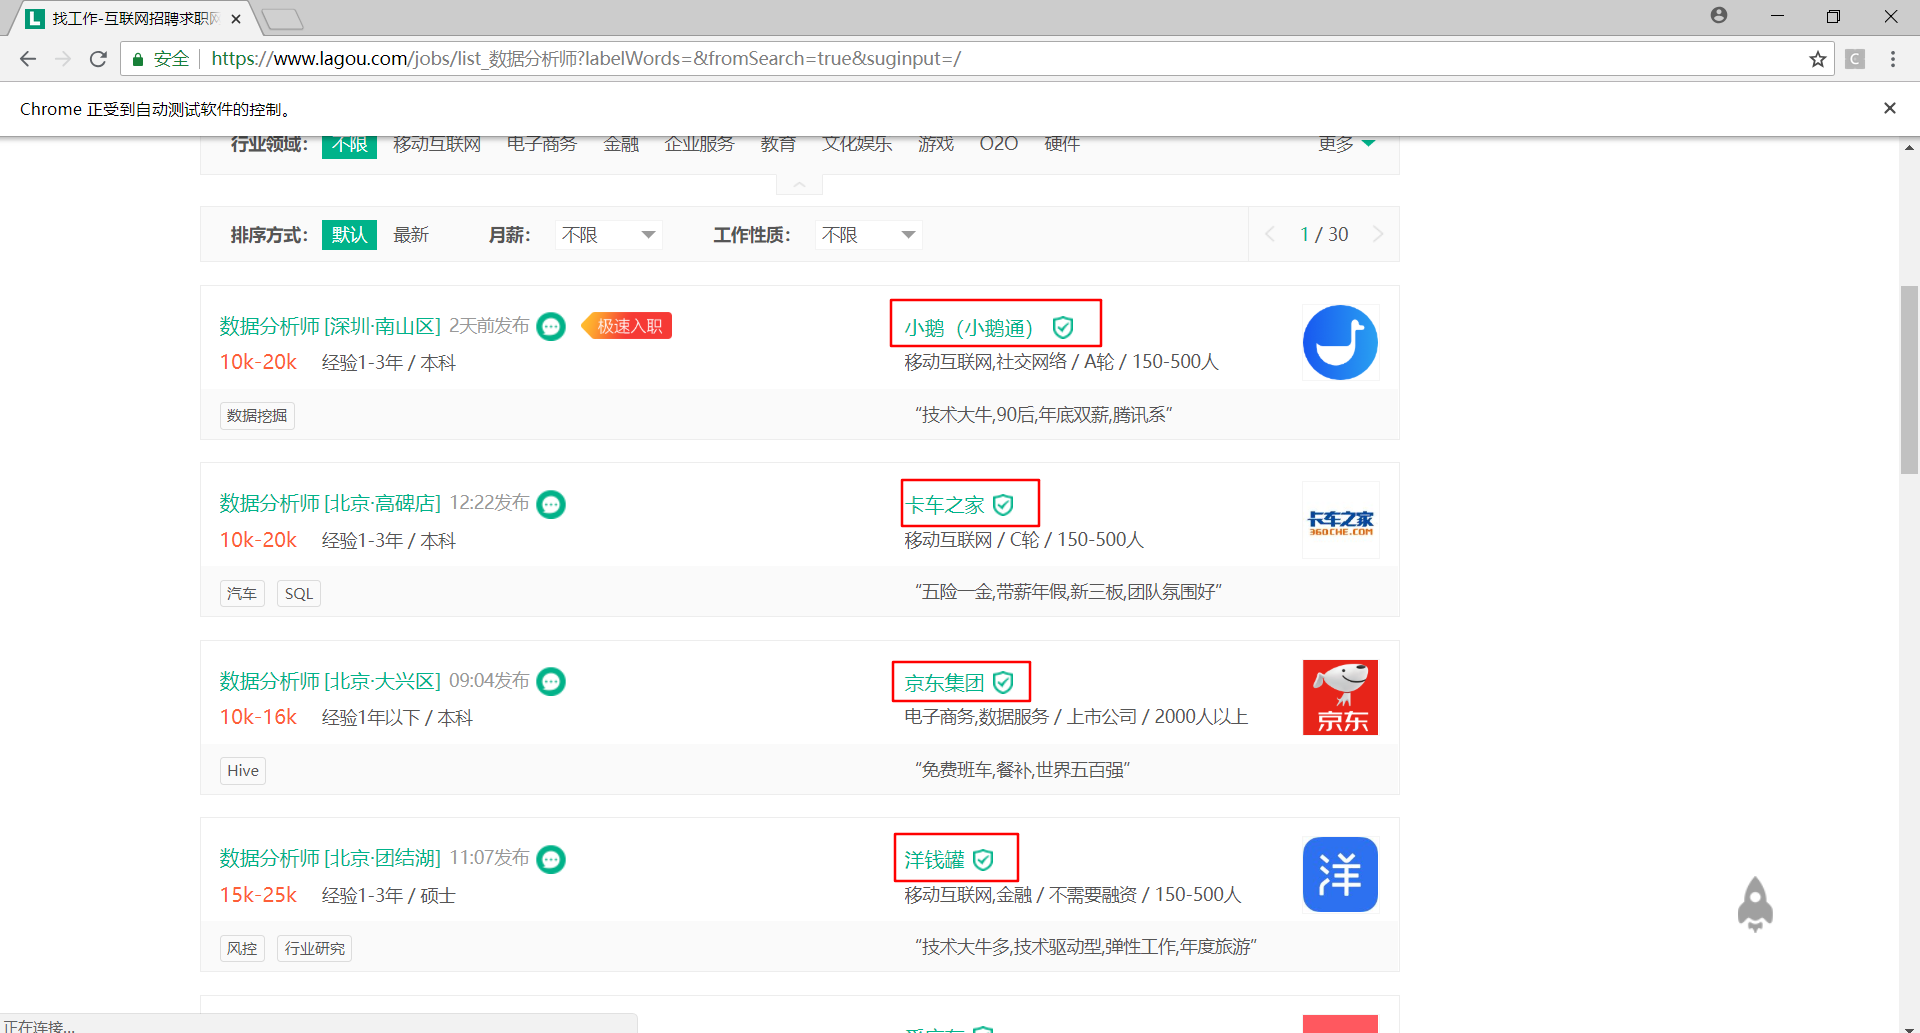 找工作-互联网招聘求职网
安全 https://www.lagou.com/jobs/list_数据分析师?labelWords=&fromSearch=true&suginput=/
Chrome 正受到自动测试软件的控制。
行业领域： 不限 移动互联网 电子商务 金融 企业服务 教育 文化娱乐 游戏 O2O 硬件 更多
排序方式： 默认 最新 月薪： 不限 工作性质： 不限 1 / 30
数据分析师 [深圳·南山区] 2天前发布 极速入职 小鹅（小鹅通）
10k-20k 经验1-3年 / 本科 移动互联网,社交网络 / A轮 / 150-500人
数据挖掘 “技术大牛,90后,年底双薪,腾讯系”
数据分析师 [北京·高碑店] 12:22发布 卡车之家
卡车之家
360CHE.COM
10k-20k 经验1-3年 / 本科 移动互联网 / C轮 / 150-500人
汽车 SQL “五险一金,带薪年假,新三板,团队氛围好”
数据分析师 [北京·大兴区] 09:04发布 京东集团
10k-16k 经验1年以下 / 本科 电子商务,数据服务 / 上市公司 / 2000人以上
京东
Hive “免费班车,餐补,世界五百强”
数据分析师 [北京·团结湖] 11:07发布 洋钱罐
洋
15k-25k 经验1-3年 / 硕士 移动互联网,金融 / 不需要融资 / 150-500人
风控 行业研究 “技术大牛多,技术驱动型,弹性工作,年度旅游”
正在连接...